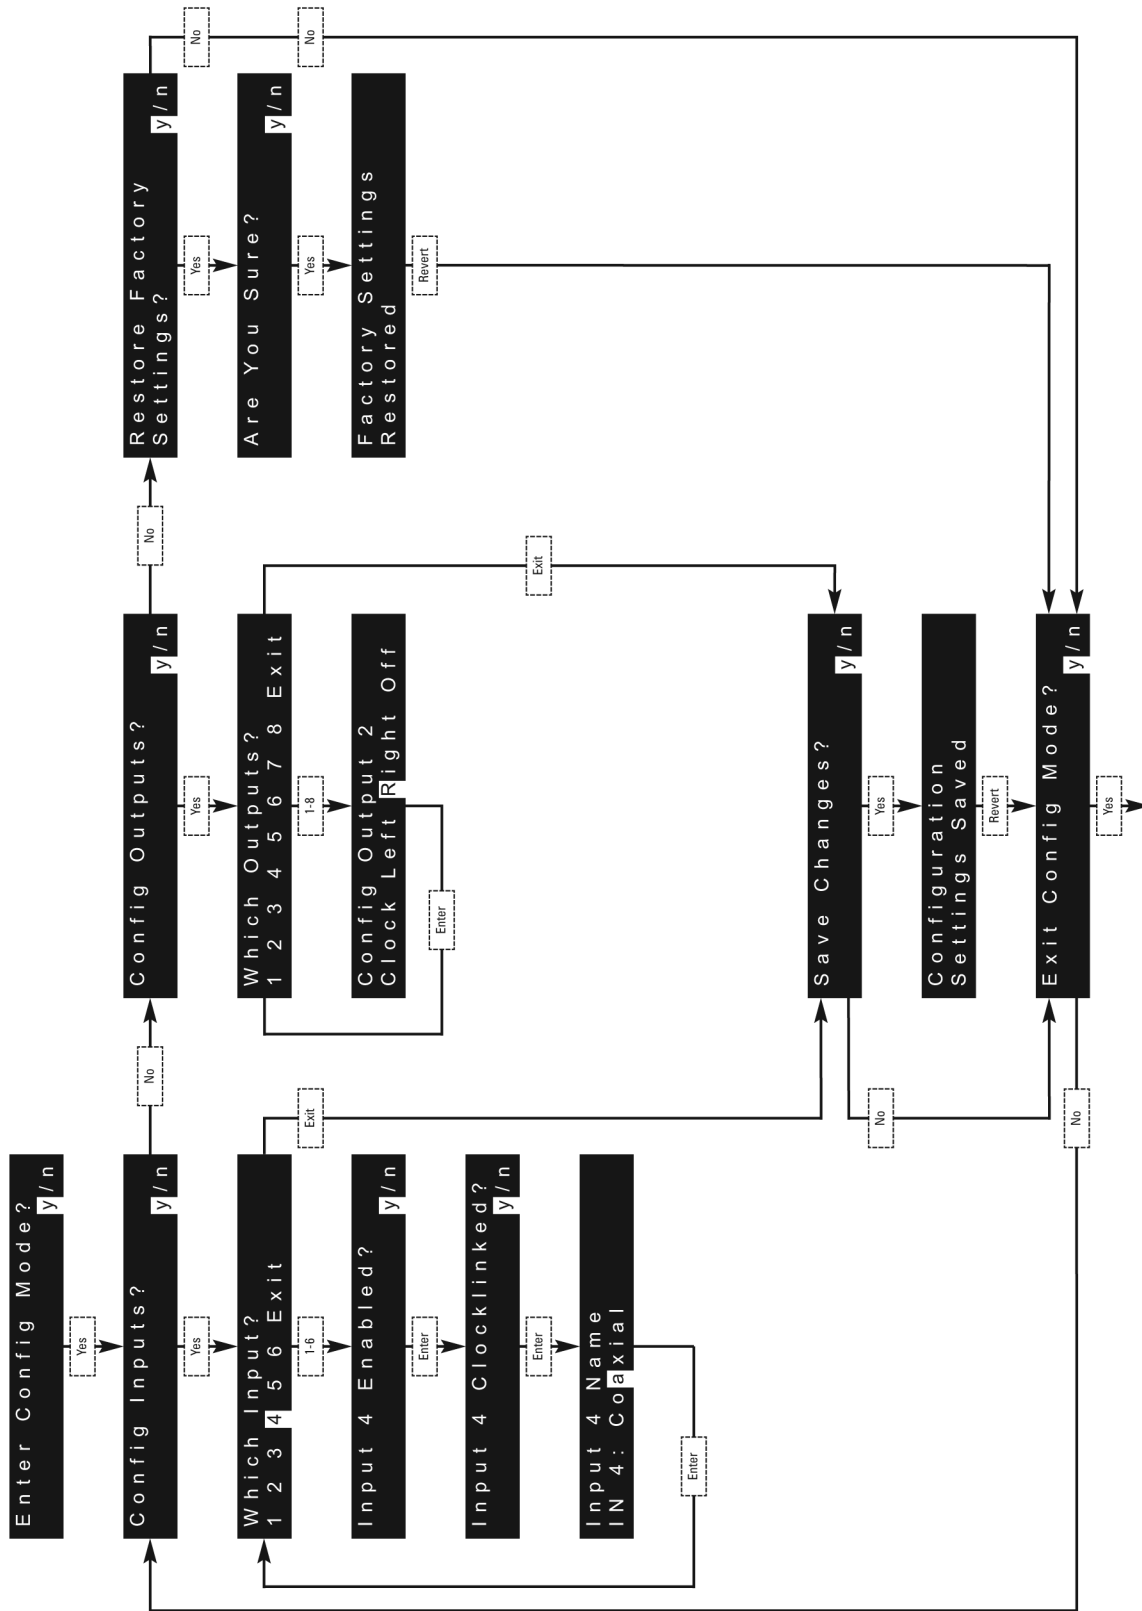 Enter Config Mode?
y/n
Yes
Config Inputs?
y/n
No
Yes
Which Input?
1 2 3 4 5 6 Exit
Exit
1-6
Input 4 Enabled?
y/n
Enter
Input 4 Clocklinked?
y/n
Enter
Input 4 Name
IN 4: Coaxial
Enter
Config Outputs?
y/n
No
Yes
Which Outputs?
1 2 3 4 5 6 7 8 Exit
Exit
1-8
Config Output 2
Clock Left Right Off
Enter
Restore Factory
Settings?
y/n
No
Yes
Are You Sure?
y/n
No
Yes
Factory Settings
Restored
Revert
Save Changes?
y/n
No
Yes
Configuration
Settings Saved
Revert
Exit Config Mode?
y/n
No
Yes